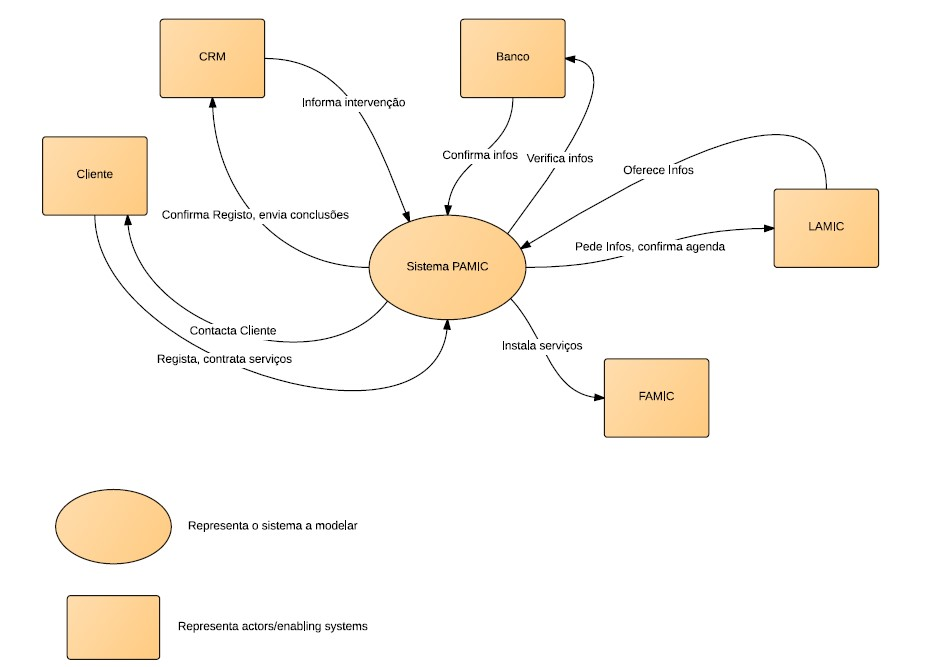 CRM
Banco
Informa intervenção
Cliente
Confirma infos
Verifica infos
Oferece Infos
Confirma Registo, envia conclusões
LAMIC
Pede Infos, confirma agenda
Sistema PAMIC
Contacta Cliente
Instala serviços
Regista, contrata serviços
FAMIC
Representa o sistema a modelar
Representa actors/enabling systems